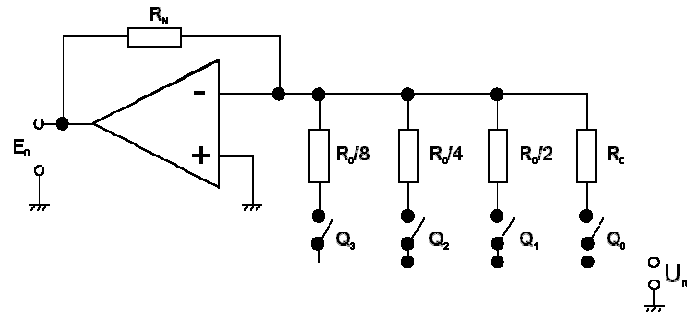 R_N
-
+
E_n
R_o/8
R_o/4
R_o/2
R_c
Q_3
Q_2
Q_1
Q_0
U_n